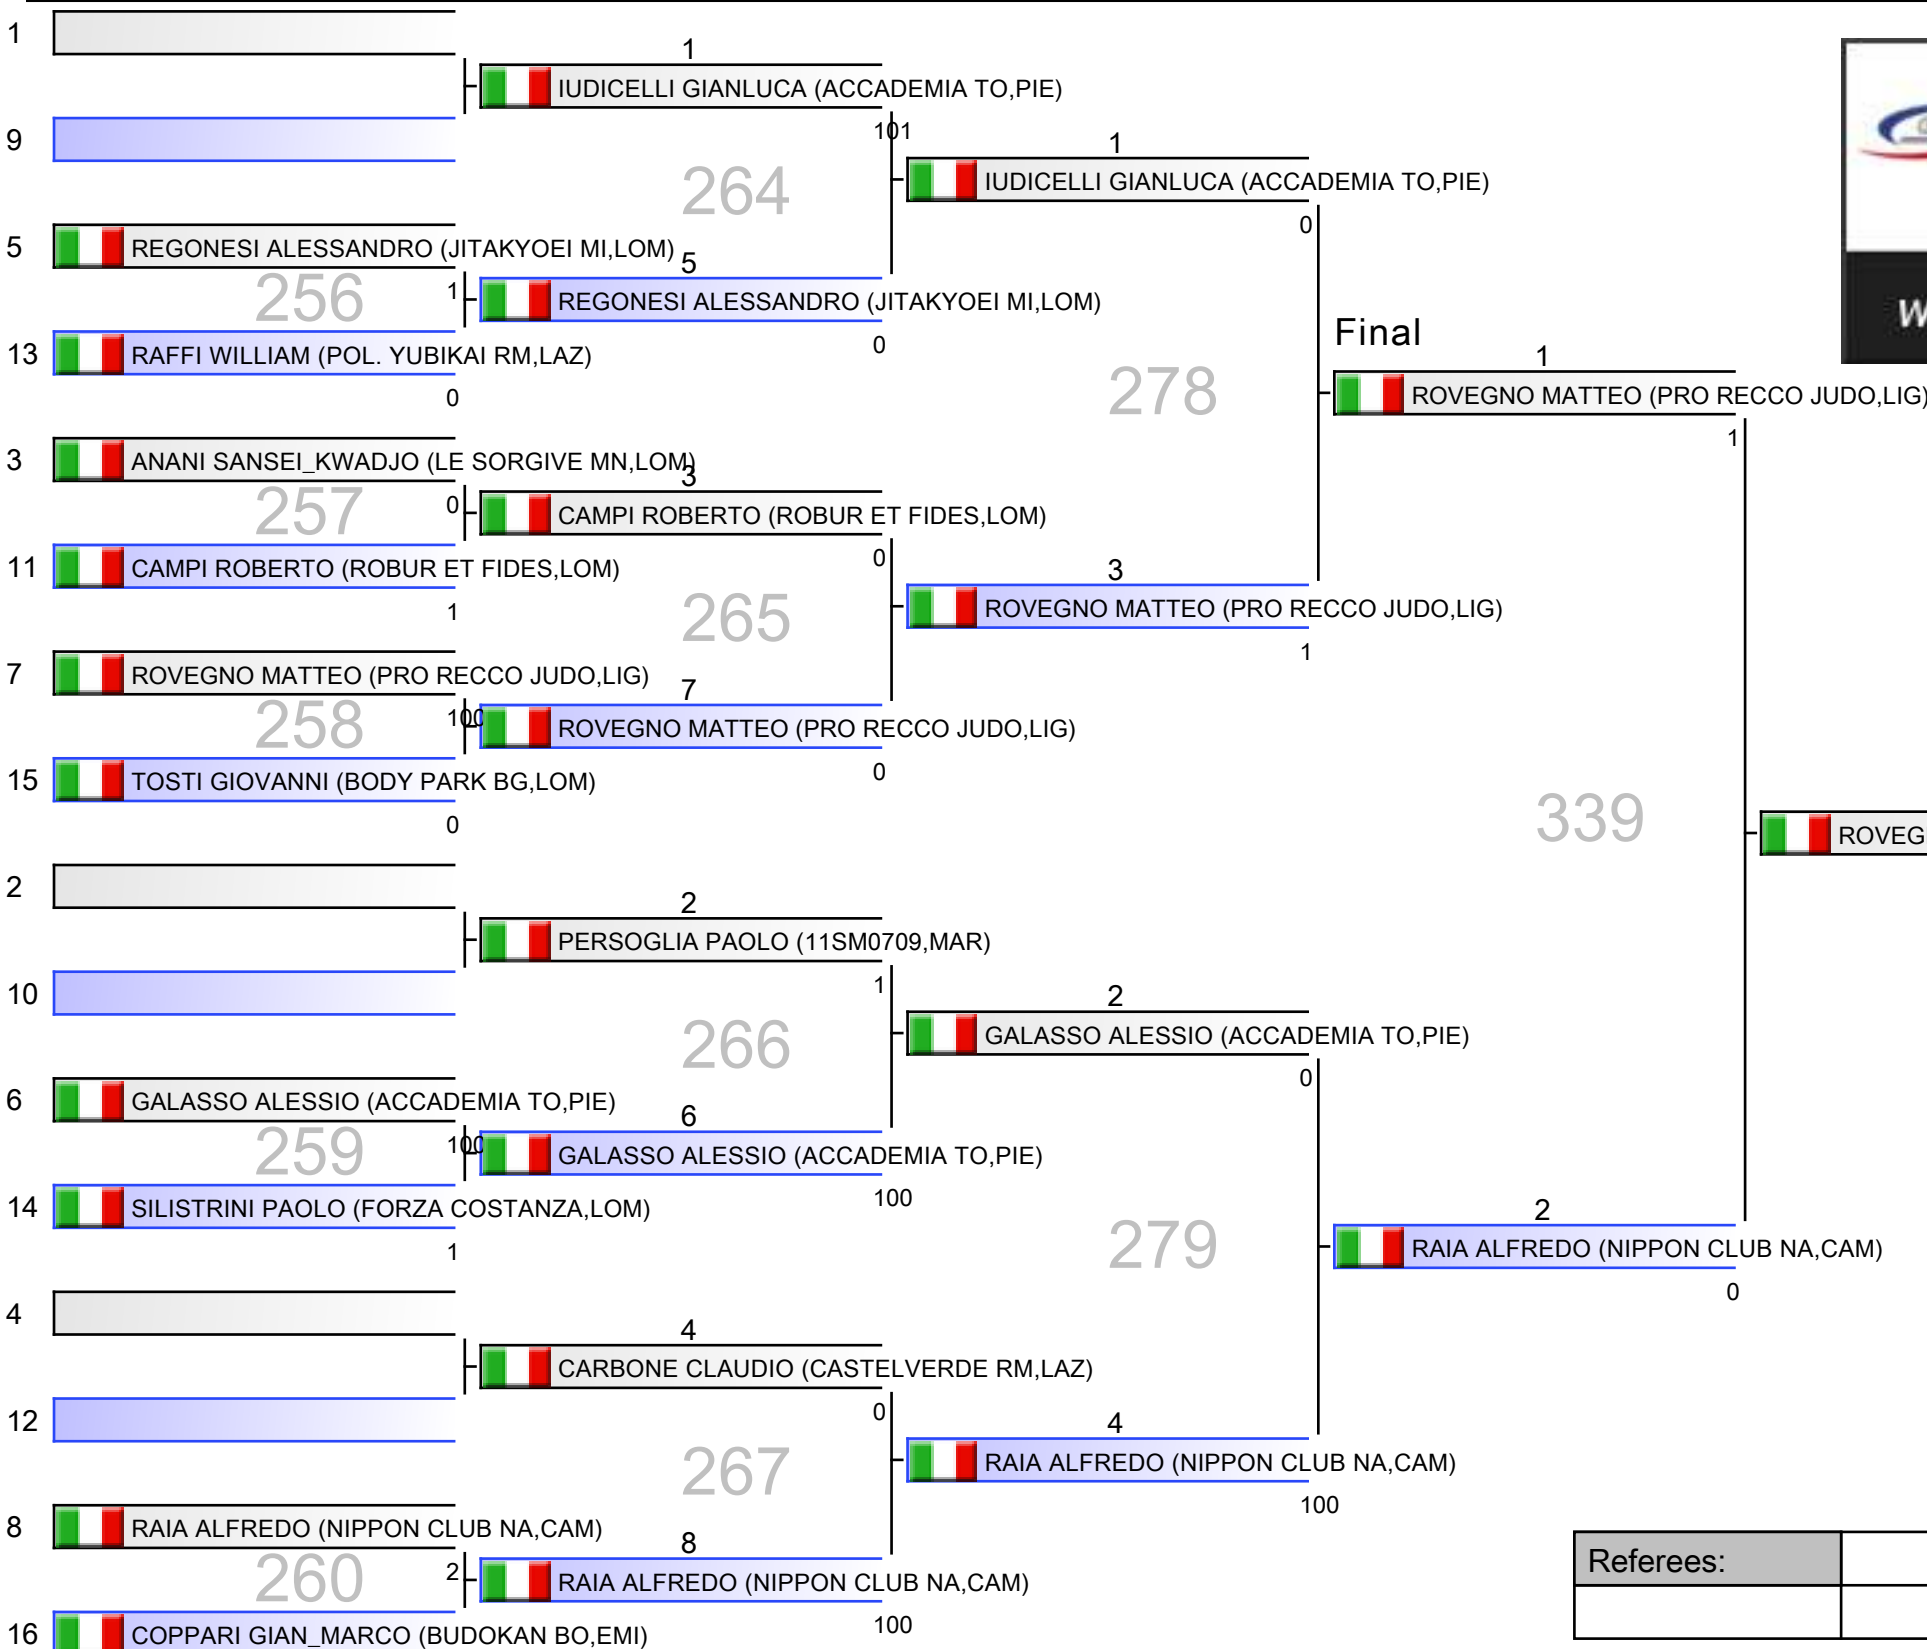 1
1
IUDICELLI GIANLUCA (ACCADEMIA TO,PIE)
9
101
1
264
IUDICELLI GIANLUCA (ACCADEMIA TO,PIE)
0
5
REGONESI ALESSANDRO (JITAKYOEI MI,LOM)
5
256
1
REGONESI ALESSANDRO (JITAKYOEI MI,LOM)
0
13
RAFFI WILLIAM (POL. YUBIKAI RM,LAZ)
0
278
Final
1
ROVEGNO MATTEO (PRO RECCO JUDO,LIG)
1
3
ANANI SANSEI_KWADJO (LE SORGIVE MN,LOM)
3
257
0
CAMPI ROBERTO (ROBUR ET FIDES,LOM)
0
11
CAMPI ROBERTO (ROBUR ET FIDES,LOM)
1
265
3
ROVEGNO MATTEO (PRO RECCO JUDO,LIG)
1
7
ROVEGNO MATTEO (PRO RECCO JUDO,LIG)
7
258
100
ROVEGNO MATTEO (PRO RECCO JUDO,LIG)
0
15
TOSTI GIOVANNI (BODY PARK BG,LOM)
0
339
ROVEG
2
2
PERSOGLIA PAOLO (11SM0709,MAR)
1
10
266
2
GALASSO ALESSIO (ACCADEMIA TO,PIE)
0
6
GALASSO ALESSIO (ACCADEMIA TO,PIE)
6
259
100
GALASSO ALESSIO (ACCADEMIA TO,PIE)
100
14
SILISTRINI PAOLO (FORZA COSTANZA,LOM)
1
279
2
RAIA ALFREDO (NIPPON CLUB NA,CAM)
0
4
4
CARBONE CLAUDIO (CASTELVERDE RM,LAZ)
0
12
267
4
RAIA ALFREDO (NIPPON CLUB NA,CAM)
100
8
RAIA ALFREDO (NIPPON CLUB NA,CAM)
8
260
2
RAIA ALFREDO (NIPPON CLUB NA,CAM)
100
16
COPPARI GIAN_MARCO (BUDOKAN BO,EMI)
Referees: